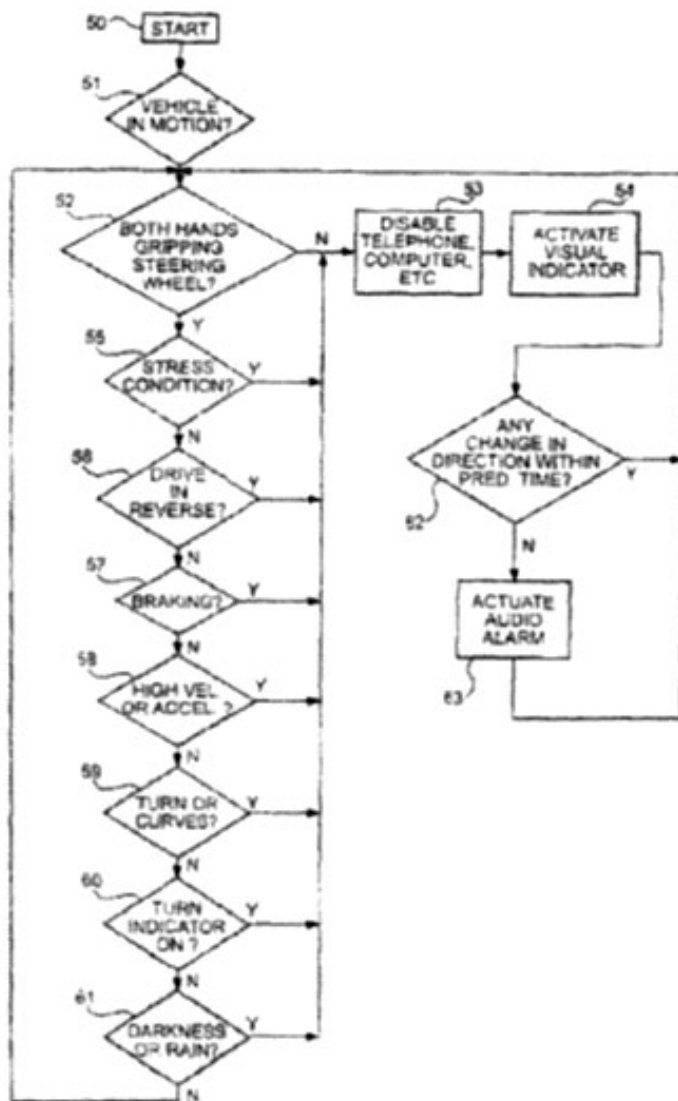 50
START
51
VEHICLE
IN MOTION?
52
BOTH HANDS
GRIPPING
STEERING
WHEEL?
N
53
DISABLE
TELEPHONE,
COMPUTER,
ETC
54
ACTIVATE
VISUAL
INDICATOR
Y
55
STRESS
CONDITION?
Y
N
56
DRIVE
IN
REVERSE?
Y
N
ANY
CHANGE IN
DIRECTION WITHIN
PRED. TIME?
Y
62
N
57
BRAKING?
Y
N
ACTUATE
AUDIO
ALARM
63
58
HIGH VEL
OR ACCEL ?
Y
N
59
TURN OR
CURVES?
Y
N
60
TURN
INDICATOR
ON ?
Y
N
61
DARKNESS
OR RAIN?
Y
N